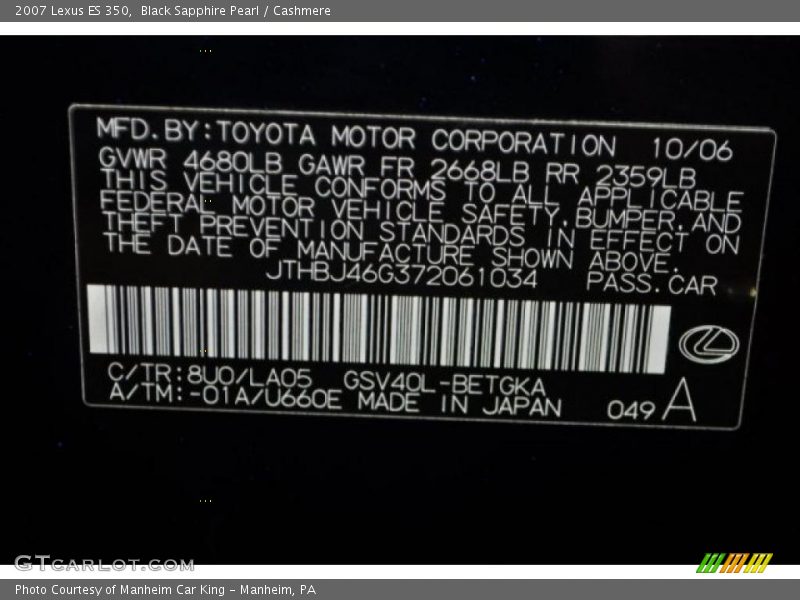 2007 Lexus ES 350,  Black Sapphire Pearl / Cashmere
MFD. BY: TOYOTA MOTOR CORPORATION 10/06
GVWR 4680LB GAWR FR 2668LB RR 2359LB
THIS VEHICLE CONFORMS TO ALL APPLICABLE
FEDERAL MOTOR VEHICLE SAFETY, BUMPER, AND
THEFT PREVENTION STANDARDS IN EFFECT ON
THE DATE OF MANUFACTURE SHOWN ABOVE.
JTHBJ46G372061034 PASS. CAR
C/TR: 8U0/LA05 GSV40L-BETGKA
A/TM: -01A/U660E MADE IN JAPAN 049 A
GTCARLOT.COM
Photo Courtesy of Manheim Car King - Manheim, PA